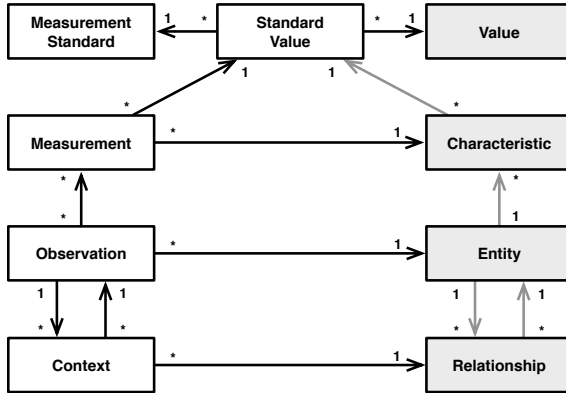 Measurement
Standard
1
*
Standard
Value
*
1
Value
*
1
1
*
Measurement
*
1
Characteristic
*
*
*
1
Observation
*
1
Entity
1
1
1
1
*
*
*
*
Context
*
1
Relationship